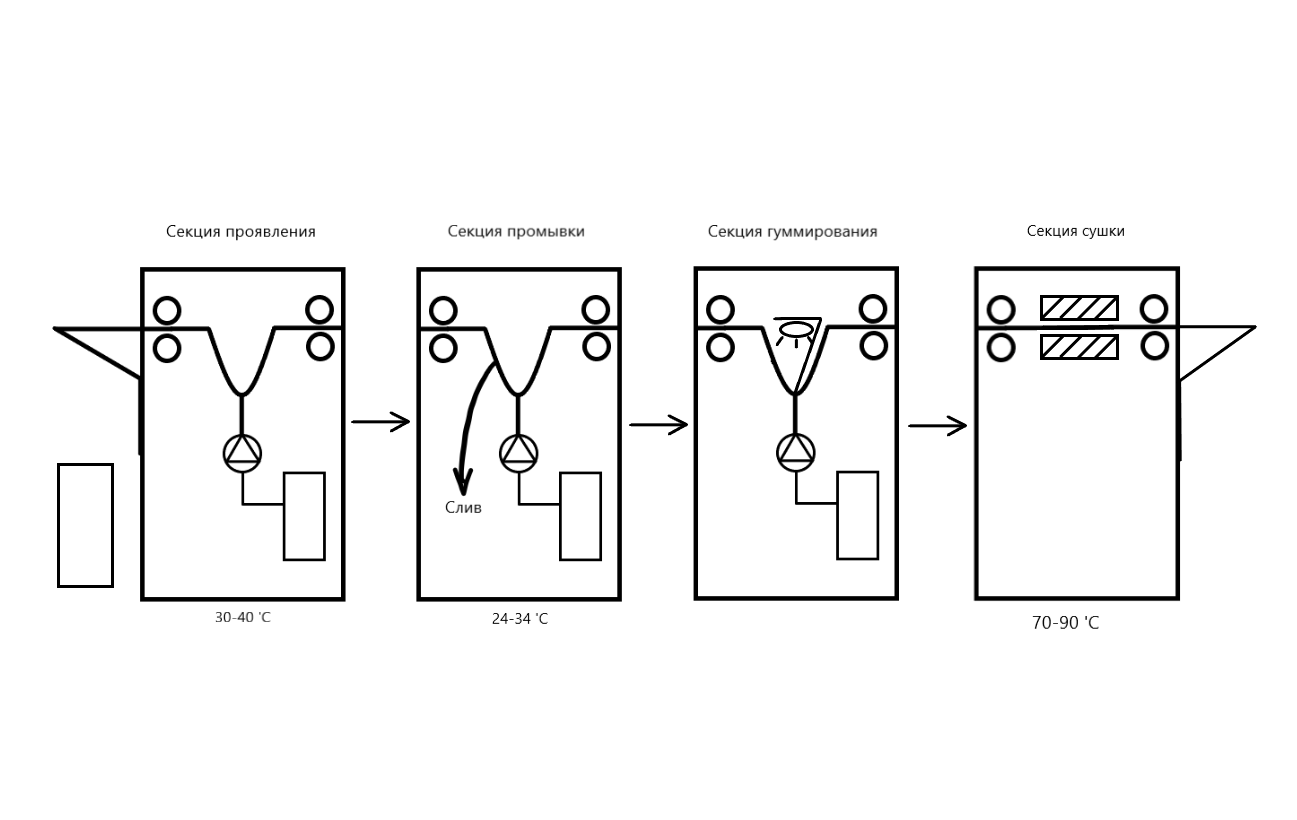 Секция проявления
Секция промывки
Секция гуммирования
Секция сушки
Слив
30-40 'C
24-34 'C
70-90 'C